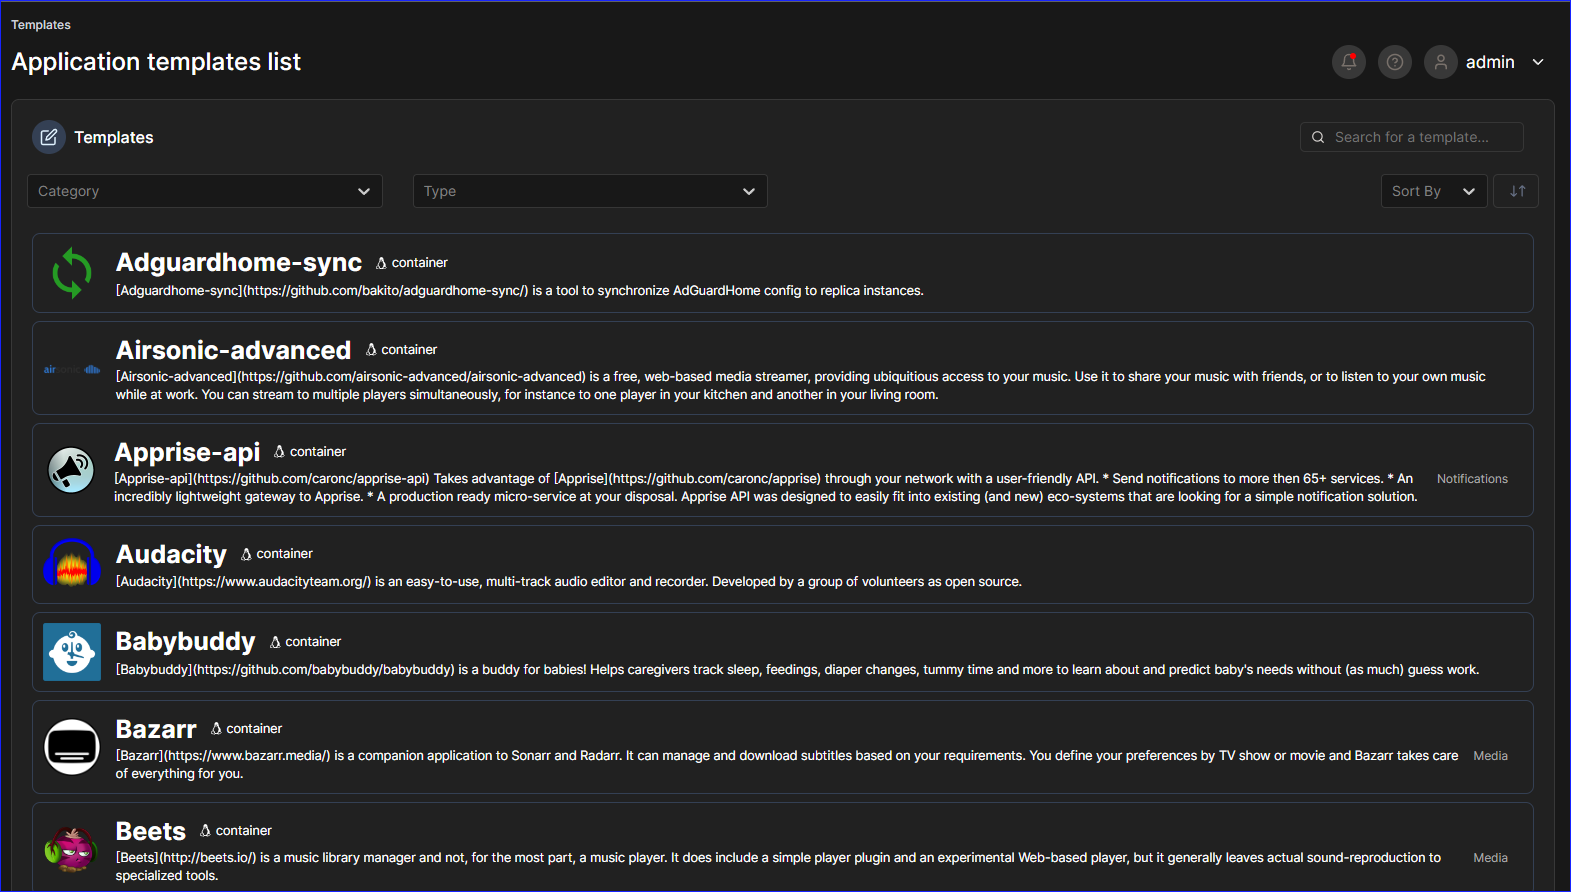 Templates
Application templates list
admin
Templates
Search for a template...
Category
Type
Sort By
Adguardhome-sync container
[Adguardhome-sync](https://github.com/bakito/adguardhome-sync/) is a tool to synchronize AdGuardHome config to replica instances.
Airsonic-advanced container
airsonic
[Airsonic-advanced](https://github.com/airsonic-advanced/airsonic-advanced) is a free, web-based media streamer, providing ubiquitious access to your music. Use it to share your music with friends, or to listen to your own music
while at work. You can stream to multiple players simultaneously, for instance to one player in your kitchen and another in your living room.
Apprise-api container
[Apprise-api](https://github.com/caronc/apprise-api) Takes advantage of [Apprise](https://github.com/caronc/apprise) through your network with a user-friendly API. * Send notifications to more then 65+ services. * An
incredibly lightweight gateway to Apprise. * A production ready micro-service at your disposal. Apprise API was designed to easily fit into existing (and new) eco-systems that are looking for a simple notification solution.
Notifications
Audacity container
[Audacity](https://www.audacityteam.org/) is an easy-to-use, multi-track audio editor and recorder. Developed by a group of volunteers as open source.
Babybuddy container
[Babybuddy](https://github.com/babybuddy/babybuddy) is a buddy for babies! Helps caregivers track sleep, feedings, diaper changes, tummy time and more to learn about and predict baby's needs without (as much) guess work.
Bazarr container
[Bazarr](https://www.bazarr.media/) is a companion application to Sonarr and Radarr. It can manage and download subtitles based on your requirements. You define your preferences by TV show or movie and Bazarr takes care
of everything for you.
Media
Beets container
[Beets](http://beets.io/) is a music library manager and not, for the most part, a music player. It does include a simple player plugin and an experimental Web-based player, but it generally leaves actual sound-reproduction to
specialized tools.
Media